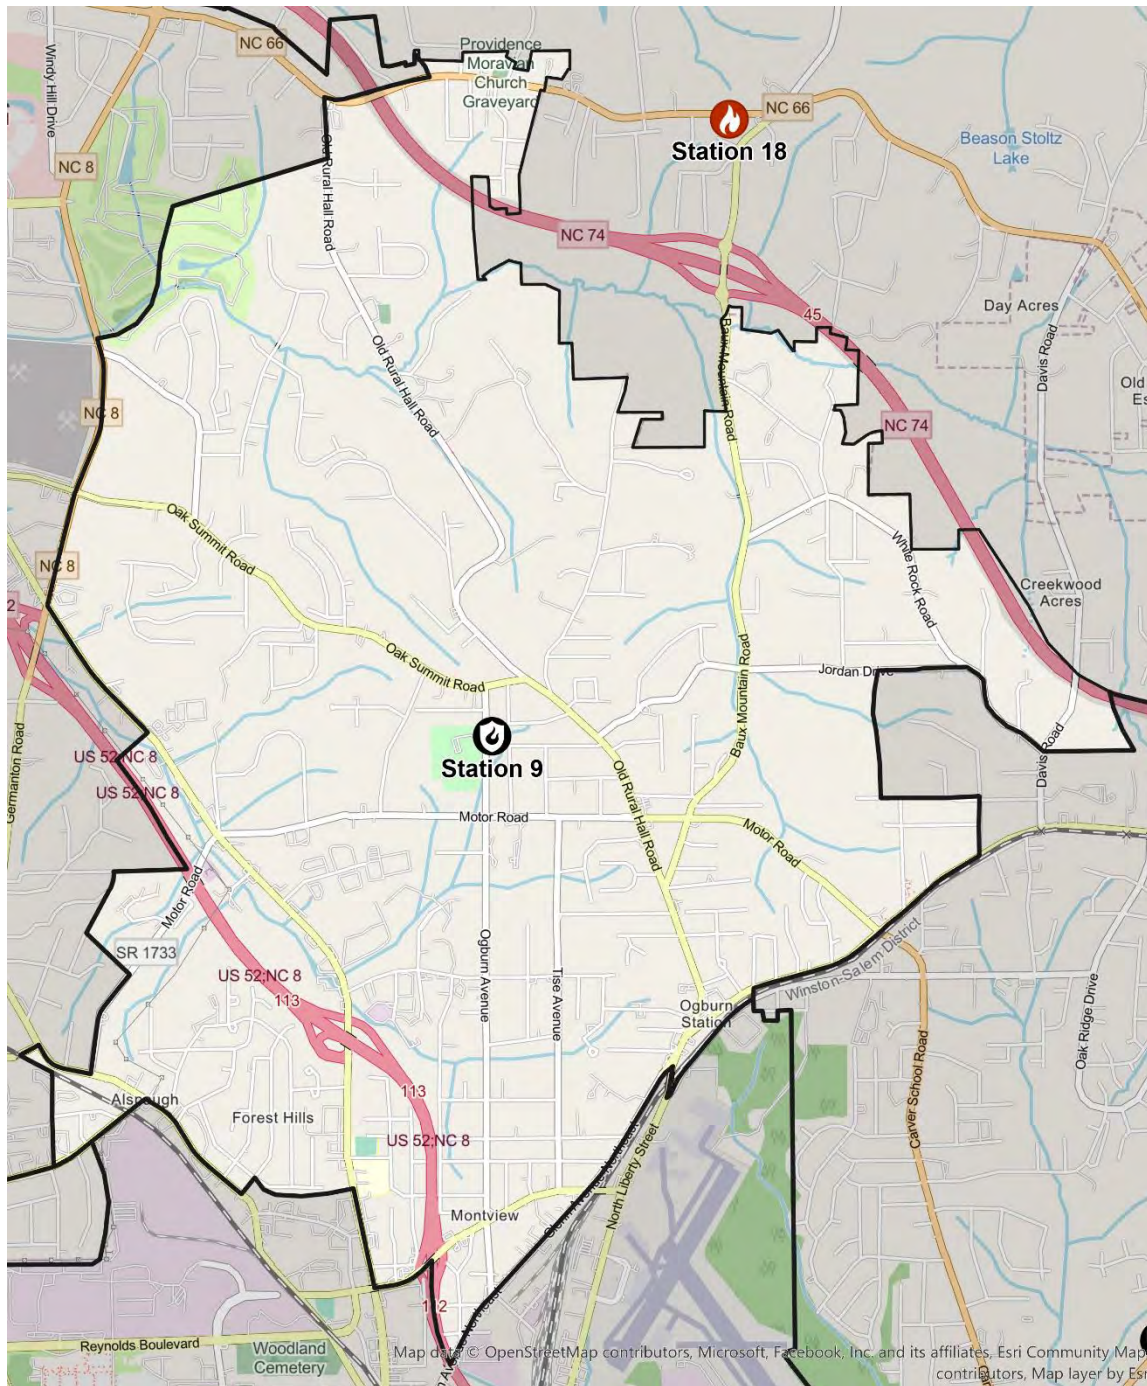 NC 66
Windy Hill Drive
Providence
Moravian
Church
Graveyard
NC 66
Station 18
Beason Stoltz
Lake
NC 8
Old Rural Hall Road
NC 74
Day Acres
45
Davis Road
Baux Mountain Road
Old Rural Hall Road
NC 8
NC 74
Oak Summit Road
White Rock Road
NC 8
Creekwood
Acres
Oak Summit Road
Baux Mountain Road
Jordan Drive
Germanton Road
US 52;NC 8
Station 9
Davis Road
US 52;NC 8
Old Rural Hall Road
Motor Road
Motor Road
Motor Road
SR 1733
Ogburn Avenue
Tise Avenue
US 52;NC 8
113
Winston-Salem District
Ogburn
Station
Oak Ridge Drive
Carver School Road
113
Alspaugh
Forest Hills
US 52;NC 8
Glenn Avenue Northeast
North Liberty Street
Montview
Reynolds Boulevard
Woodland
Cemetery
Map data © OpenStreetMap contributors, Microsoft, Facebook, Inc. and its affiliates, Esri Community Map
contributors, Map layer by Esr